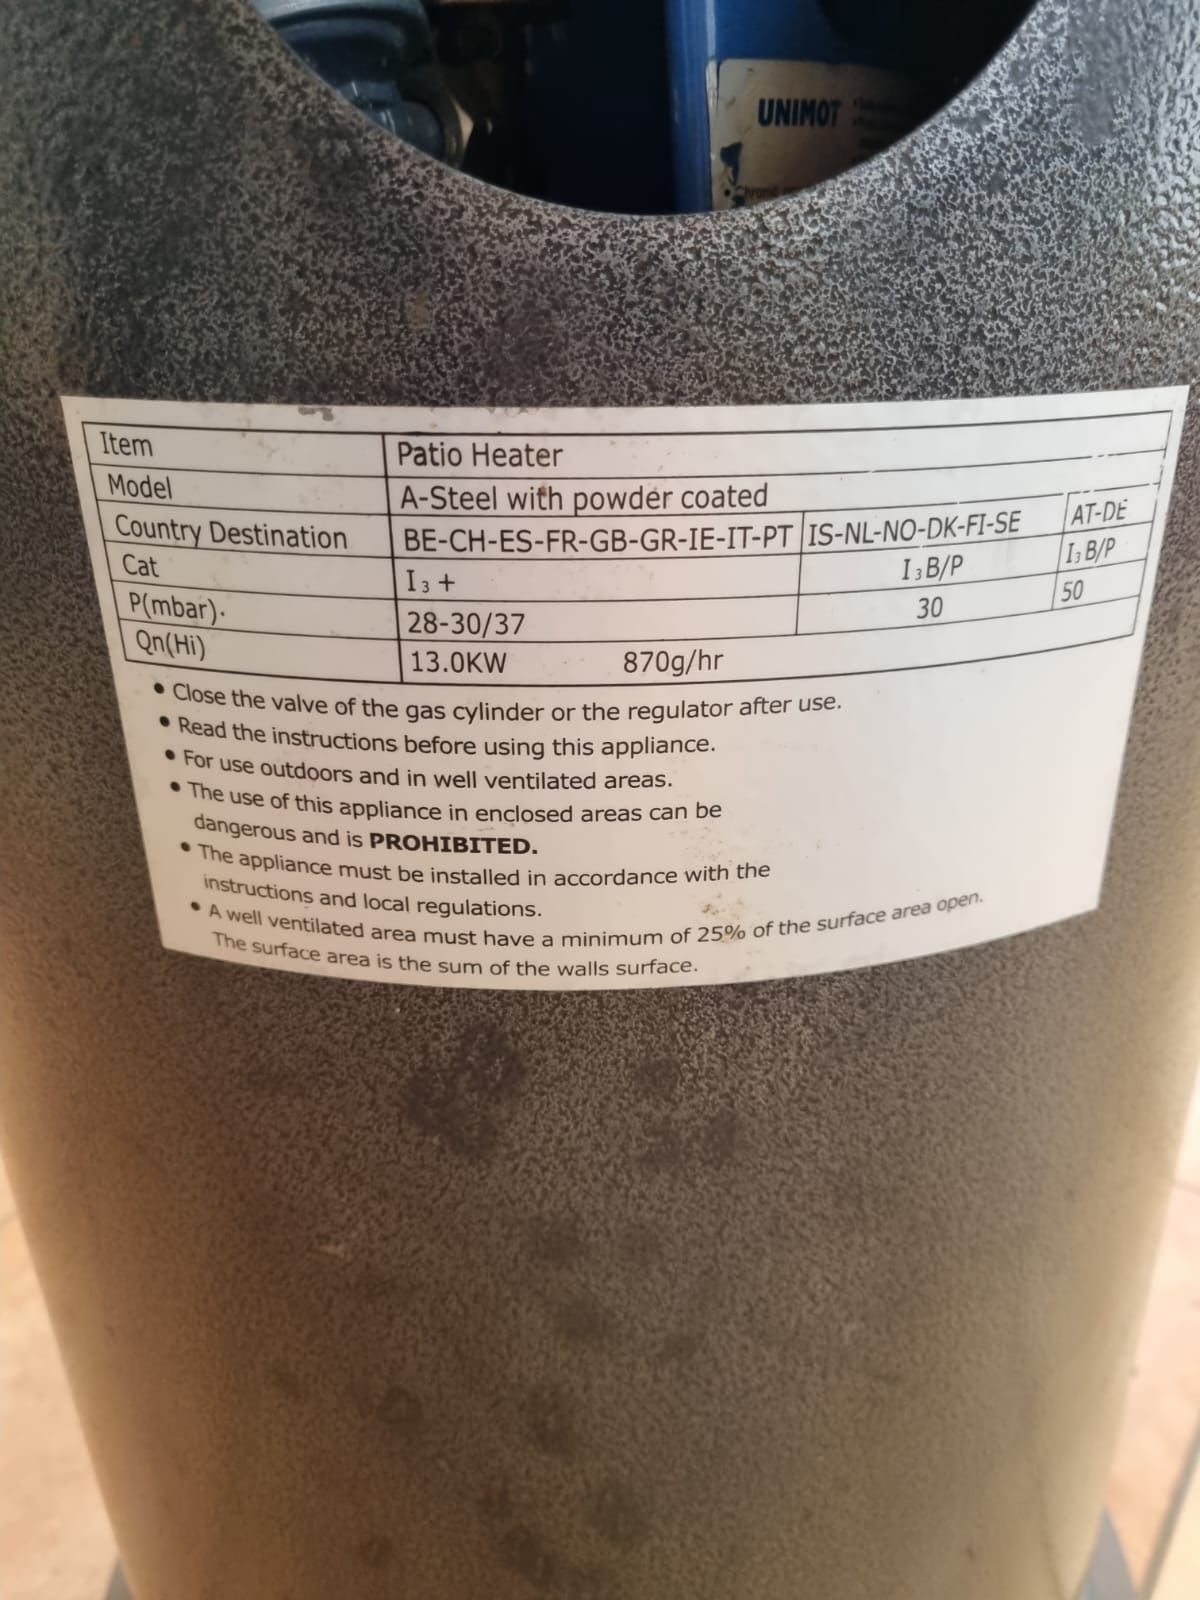 UNIMOT
• Chronic
Item Patio Heater
Model A-Steel with powder coated
Country Destination BE-CH-ES-FR-GB-GR-IE-IT-PT IS-NL-NO-DK-FI-SE AT-DE
Cat I3+ I3B/P I3B/P
P(mbar). 28-30/37 30 50
Qn(Hi) 13.0KW 870g/hr
• Close the valve of the gas cylinder or the regulator after use.
• Read the instructions before using this appliance.
• For use outdoors and in well ventilated areas.
• The use of this appliance in enclosed areas can be
dangerous and is PROHIBITED.
• The appliance must be installed in accordance with the
instructions and local regulations.
• A well ventilated area must have a minimum of 25% of the surface area open.
The surface area is the sum of the walls surface.